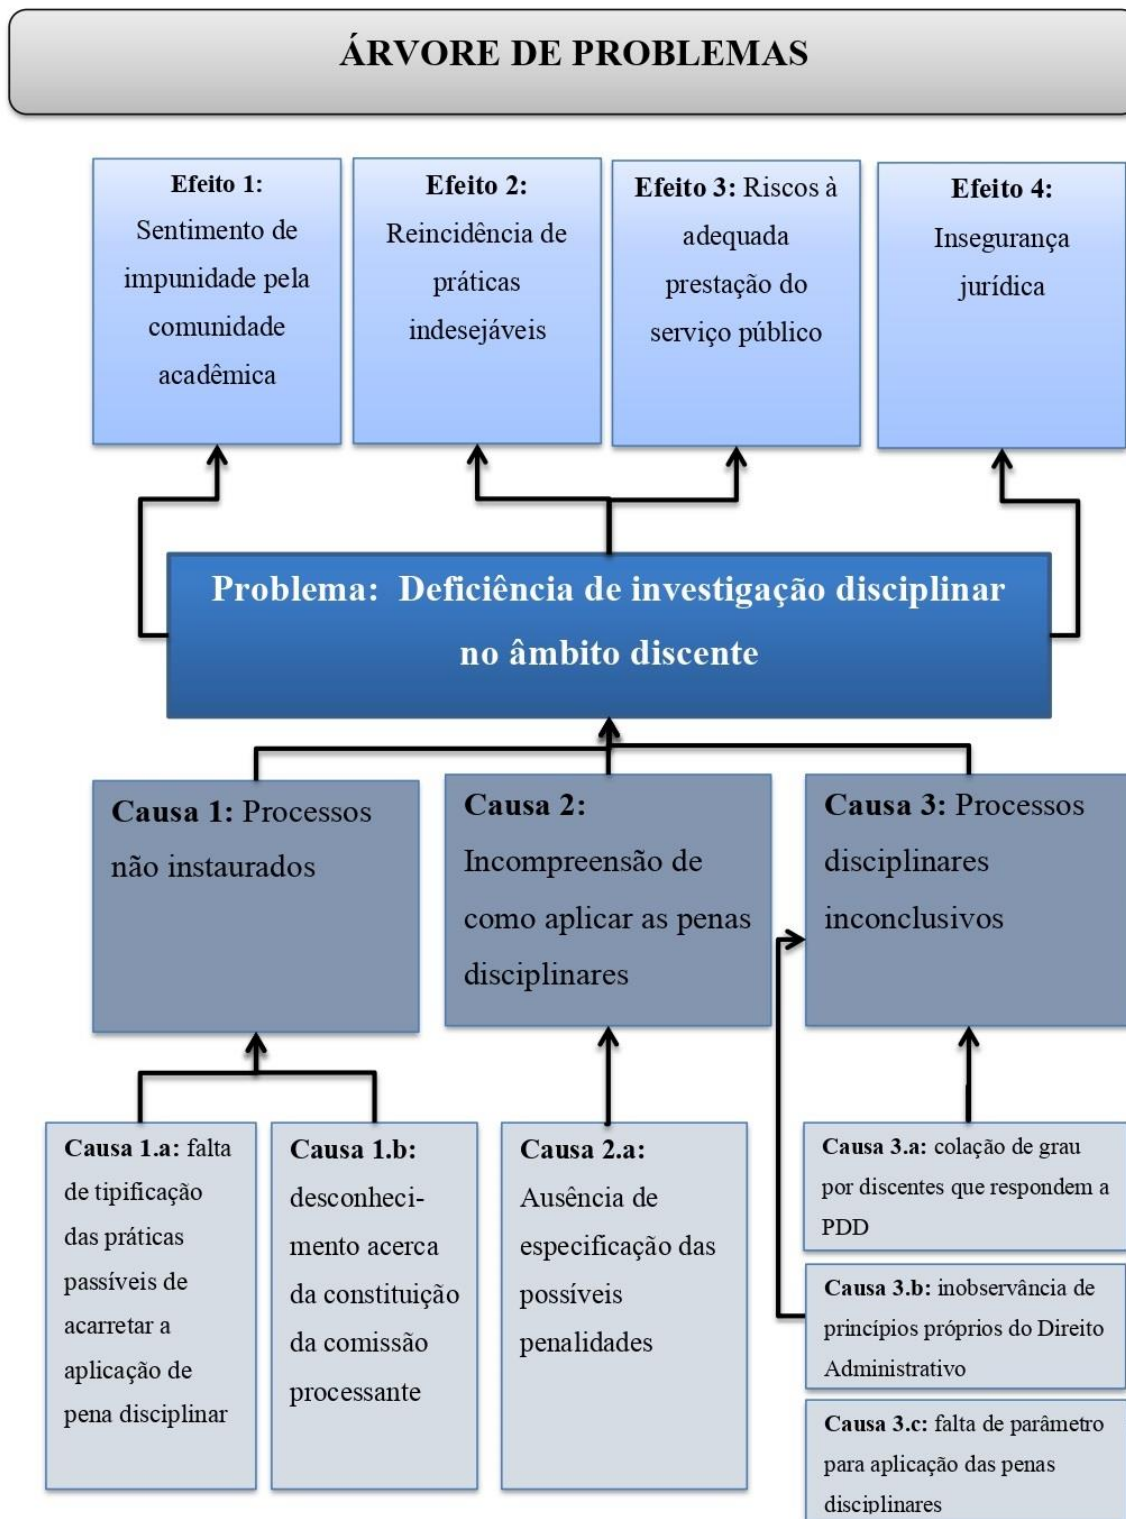 ÁRVORE DE PROBLEMAS
Efeito 1:
Sentimento de
impunidade pela
comunidade
acadêmica
Efeito 2:
Reincidência de
práticas
indesejáveis
Efeito 3: Riscos à
adequada
prestação do
serviço público
Efeito 4:
Insegurança
jurídica
Problema: Deficiência de investigação disciplinar
no âmbito discente
Causa 1: Processos
não instaurados
Causa 2:
Incompreensão de
como aplicar as penas
disciplinares
Causa 3: Processos
disciplinares
inconclusivos
Causa 1.a: falta
de tipificação
das práticas
passíveis de
acarretar a
aplicação de
pena disciplinar
Causa 1.b:
desconheci-
mento acerca
da constituição
da comissão
processante
Causa 2.a:
Ausência de
especificação das
possíveis
penalidades
Causa 3.a: colação de grau
por discentes que respondem a
PDD
Causa 3.b: inobservância de
princípios próprios do Direito
Administrativo
Causa 3.c: falta de parâmetro
para aplicação das penas
disciplinares